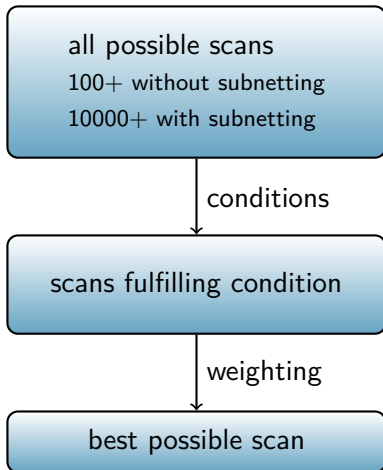 all possible scans
100+ without subnetting
10000+ with subnetting
conditions
scans fulfilling condition
weighting
best possible scan